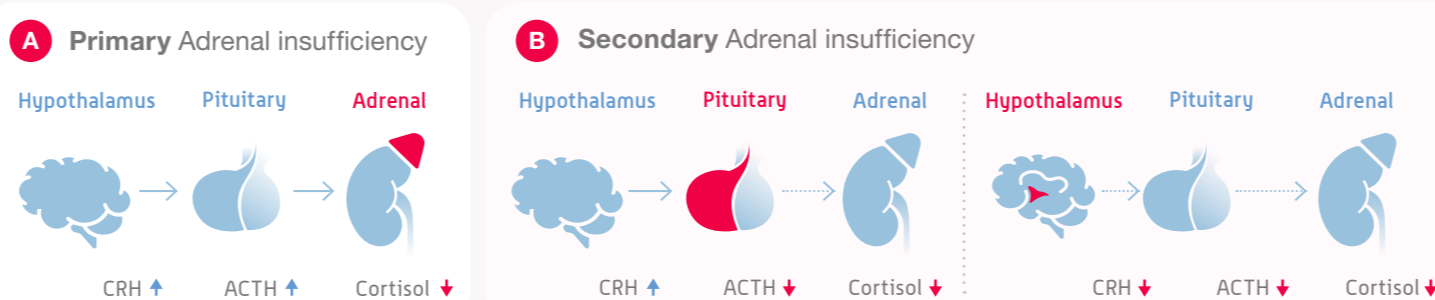 A Primary Adrenal insufficiency
Hypothalamus Pituitary Adrenal
CRH ACTH Cortisol
B Secondary Adrenal insufficiency
Hypothalamus Pituitary Adrenal
CRH ACTH Cortisol
Hypothalamus Pituitary Adrenal
CRH ACTH Cortisol